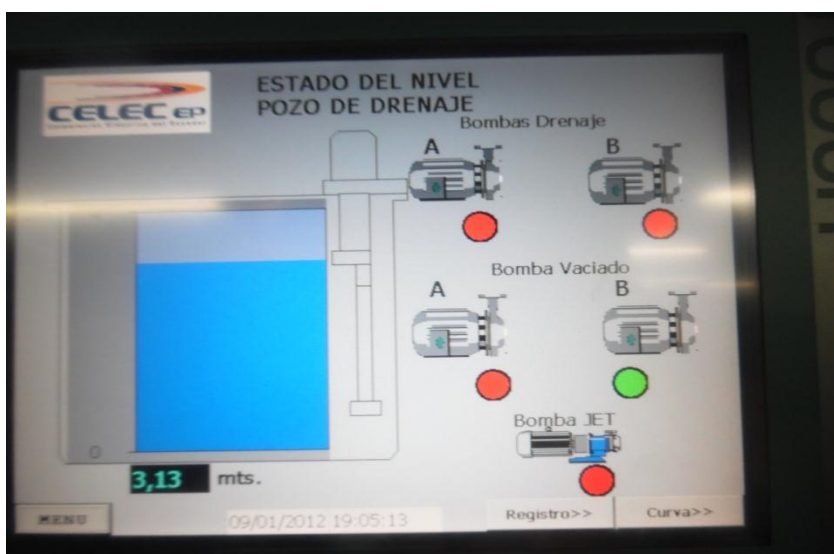 CELEC EP
ESTADO DEL NIVEL
POZO DE DRENAJE
Bombas Drenaje
A
B
Bomba Vaciado
A
B
Bomba JET
0
3,13 mts.
MENU
09/01/2012 19:05:13
Registro>>
Curva>>